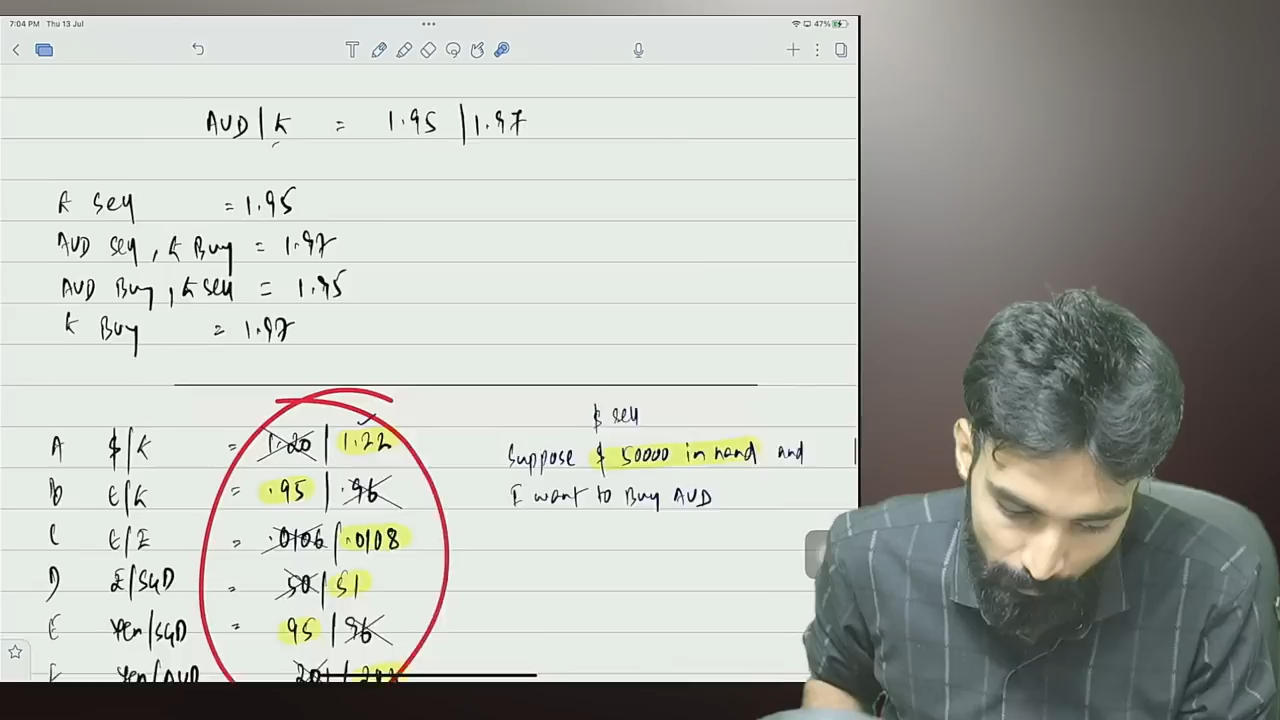 7:04 PM Thu 13 Jul
47%
AUD|K = 1.95 |1.97
K Sell = 1.95
AUD Sell, K Buy = 1.97
AUD Buy, K Sell = 1.95
K Buy = 1.97
$ sell
A $/K = 1.20 | 1.22
Suppose $ 50000 in hand and
B €/K = .95 | .96
I want to Buy AUD
C = .0106 | .0108
D /SGD = 50 | 51
E Yen/SGD = 95 | 96
Yen/AUD